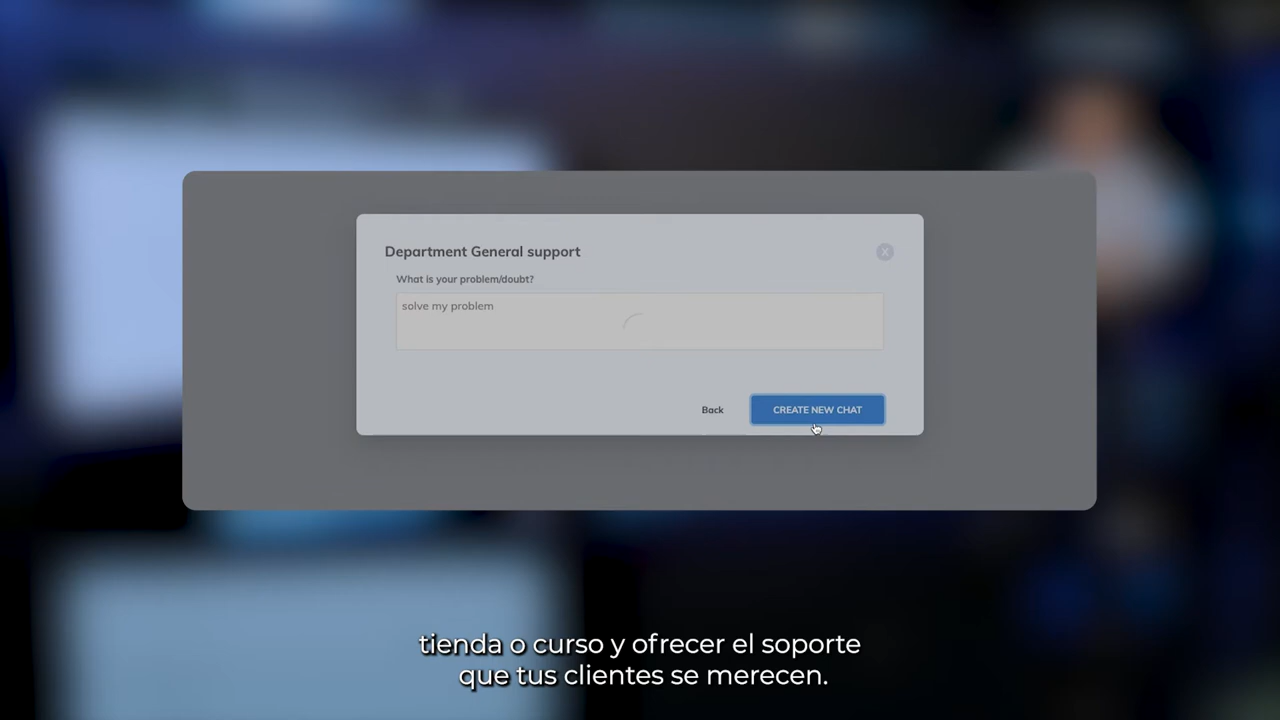 Department General support
X
What is your problem/doubt?
solve my problem
Back
CREATE NEW CHAT
tienda o curso y ofrecer el soporte
que tus clientes se merecen.